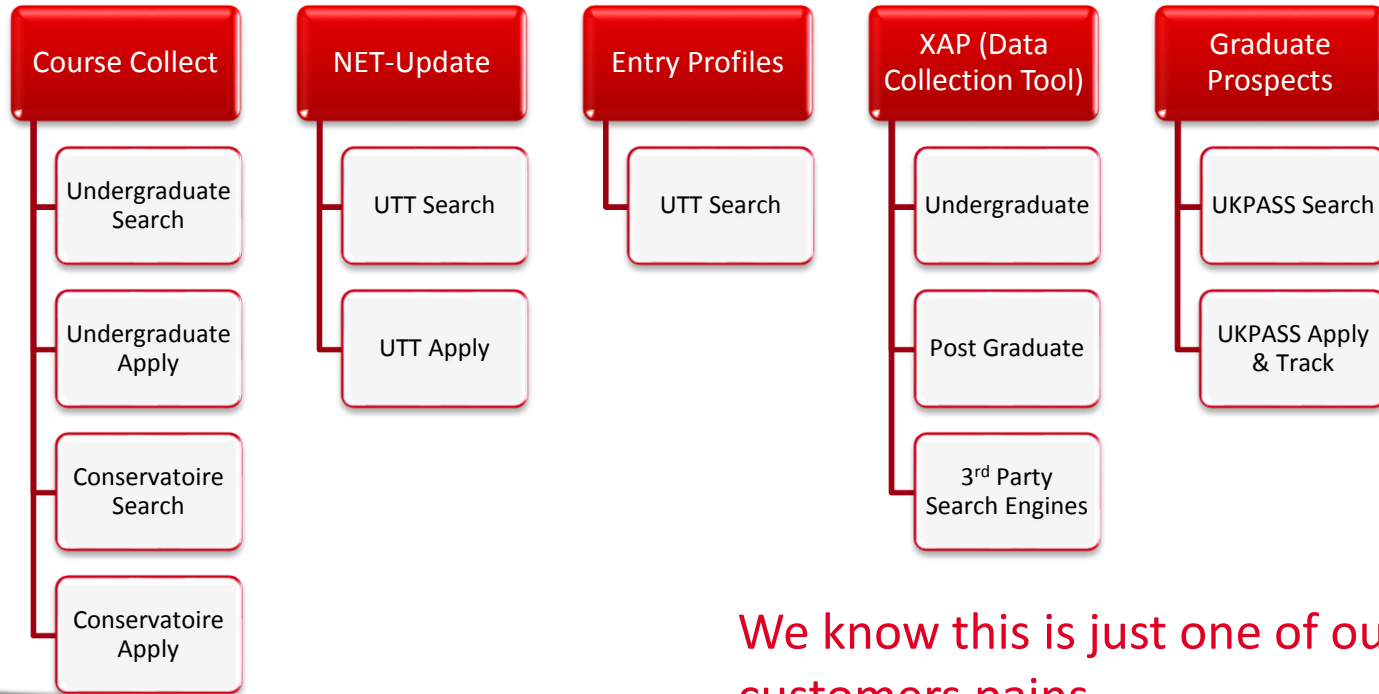 Course Collect
Undergraduate
Search
Undergraduate
Apply
Conservatoire
Search
Conservatoire
Apply
NET-Update
UTT Search
UTT Apply
Entry Profiles
UTT Search
XAP (Data
Collection Tool)
Undergraduate
Post Graduate
3rd Party
Search Engines
Graduate
Prospects
UKPASS Search
UKPASS Apply
& Track
We know this is just one of
customers pains